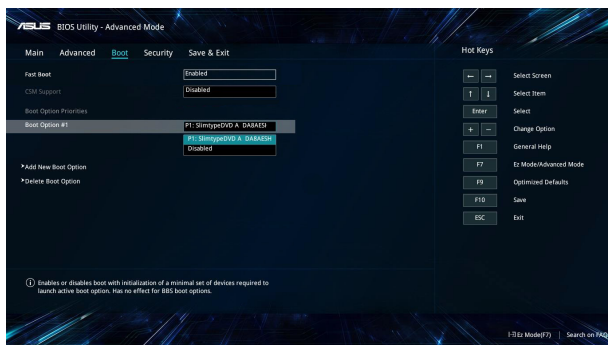 ASUS BIOS Utility - Advanced Mode
Main Advanced Boot Security Save & Exit
Hot Keys
Fast Boot Enabled
CSM Support Disabled
Boot Option Priorities
Boot Option #1 P1: SlimtypeDVD A DA8AESH
P1: SlimtypeDVD A DA8AESH
Disabled
➤Add New Boot Option
➤Delete Boot Option
← → Select Screen
↑ ↓ Select Item
Enter Select
+ − Change Option
F1 General Help
F7 Ez Mode/Advanced Mode
F9 Optimized Defaults
F10 Save
ESC Exit
Enables or disables boot with initialization of a minimal set of devices required to
launch active boot option. Has no effect for BBS boot options.
Ez Mode(F7) | Search on FAQ